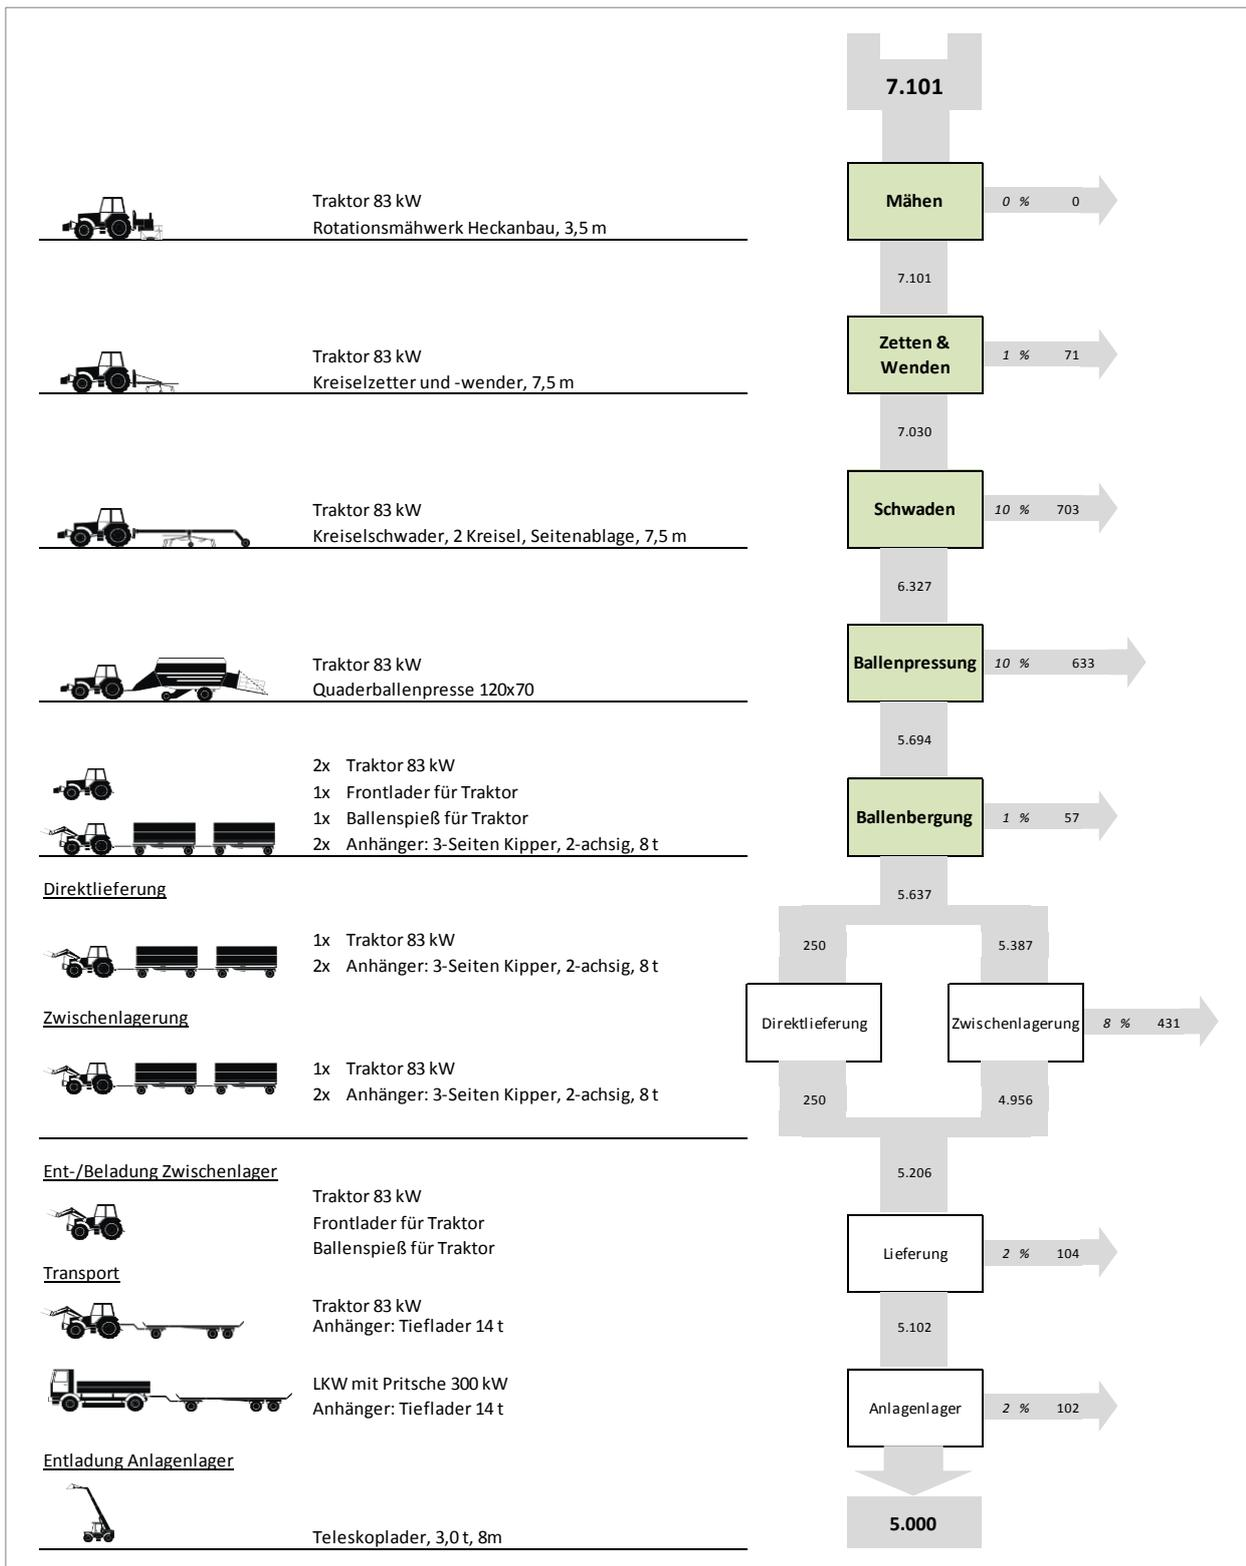 7.101
Traktor 83 kW
Rotationsmähwerk Heckanbau, 3,5 m
Mähen
0 % 0
7.101
Traktor 83 kW
Kreiselzetter und -wender, 7,5 m
Zetten &
Wenden
1 % 71
7.030
Traktor 83 kW
Kreiselschwader, 2 Kreisel, Seitenablage, 7,5 m
Schwaden
10 % 703
6.327
Traktor 83 kW
Quaderballenpresse 120x70
Ballenpressung
10 % 633
5.694
2x Traktor 83 kW
1x Frontlader für Traktor
1x Ballenspieß für Traktor
2x Anhänger: 3-Seiten Kipper, 2-achsig, 8 t
Ballenbergung
1 % 57
5.637
Direktlieferung
1x Traktor 83 kW
2x Anhänger: 3-Seiten Kipper, 2-achsig, 8 t
250
5.387
Zwischenlagerung
1x Traktor 83 kW
2x Anhänger: 3-Seiten Kipper, 2-achsig, 8 t
Direktlieferung
Zwischenlagerung
8 % 431
250
4.956
5.206
Ent-/Beladung Zwischenlager
Traktor 83 kW
Frontlader für Traktor
Ballenspieß für Traktor
Lieferung
2 % 104
Transport
Traktor 83 kW
Anhänger: Tieflader 14 t
5.102
LKW mit Pritsche 300 kW
Anhänger: Tieflader 14 t
Anlagenlager
2 % 102
Entladung Anlagenlager
Teleskoplader, 3,0 t, 8m
5.000